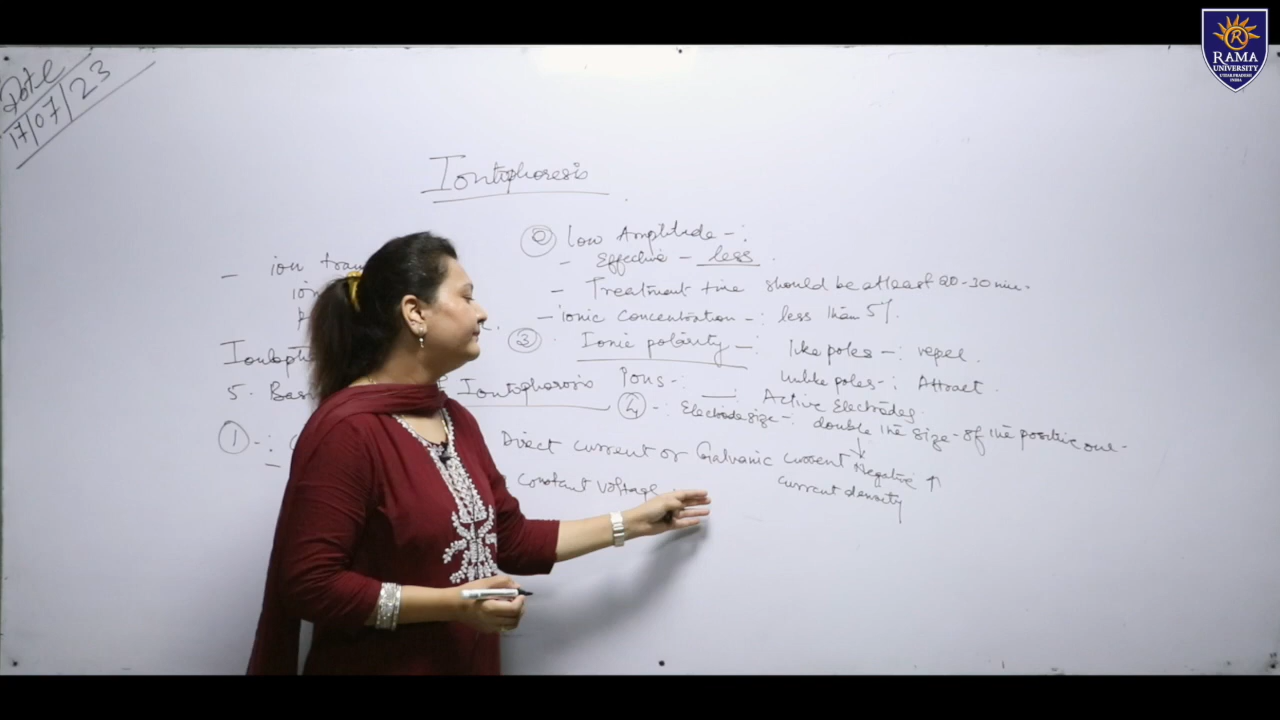 Date
17/07/23
RAMA
UNIVERSITY
UTTAR PRADESH
INDIA
Iontophoresis
② Low Amplitude -:
- Effective - less.
- Treatment time should be atleast 20-30 min.
- ionic Concentration -: less than 5%.
③ Ionic polarity -: like poles -: repel.
unlike poles -: Attract.
Active Electrodes
④ -: Electrode size -: double the size of the positive one -
Negative ↑
current density
- ion
5. Iontophoresis
① -: Direct current or Galvanic current
constant voltage